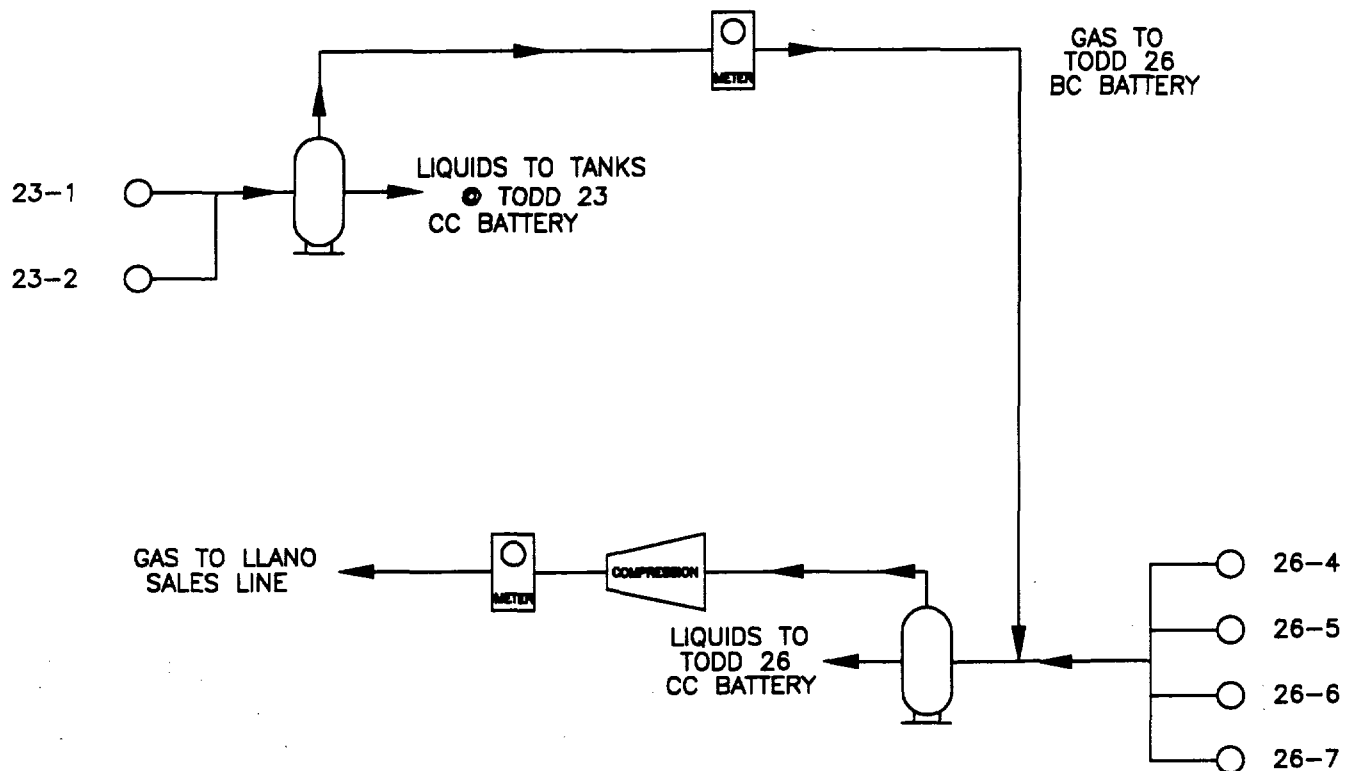 GAS TO
TODD 26
BC BATTERY
METER
23-1
LIQUIDS TO TANKS
@ TODD 23
CC BATTERY
23-2
GAS TO LLANO
SALES LINE
METER
COMPRESSION
26-4
26-5
LIQUIDS TO
TODD 26
CC BATTERY
26-6
26-7